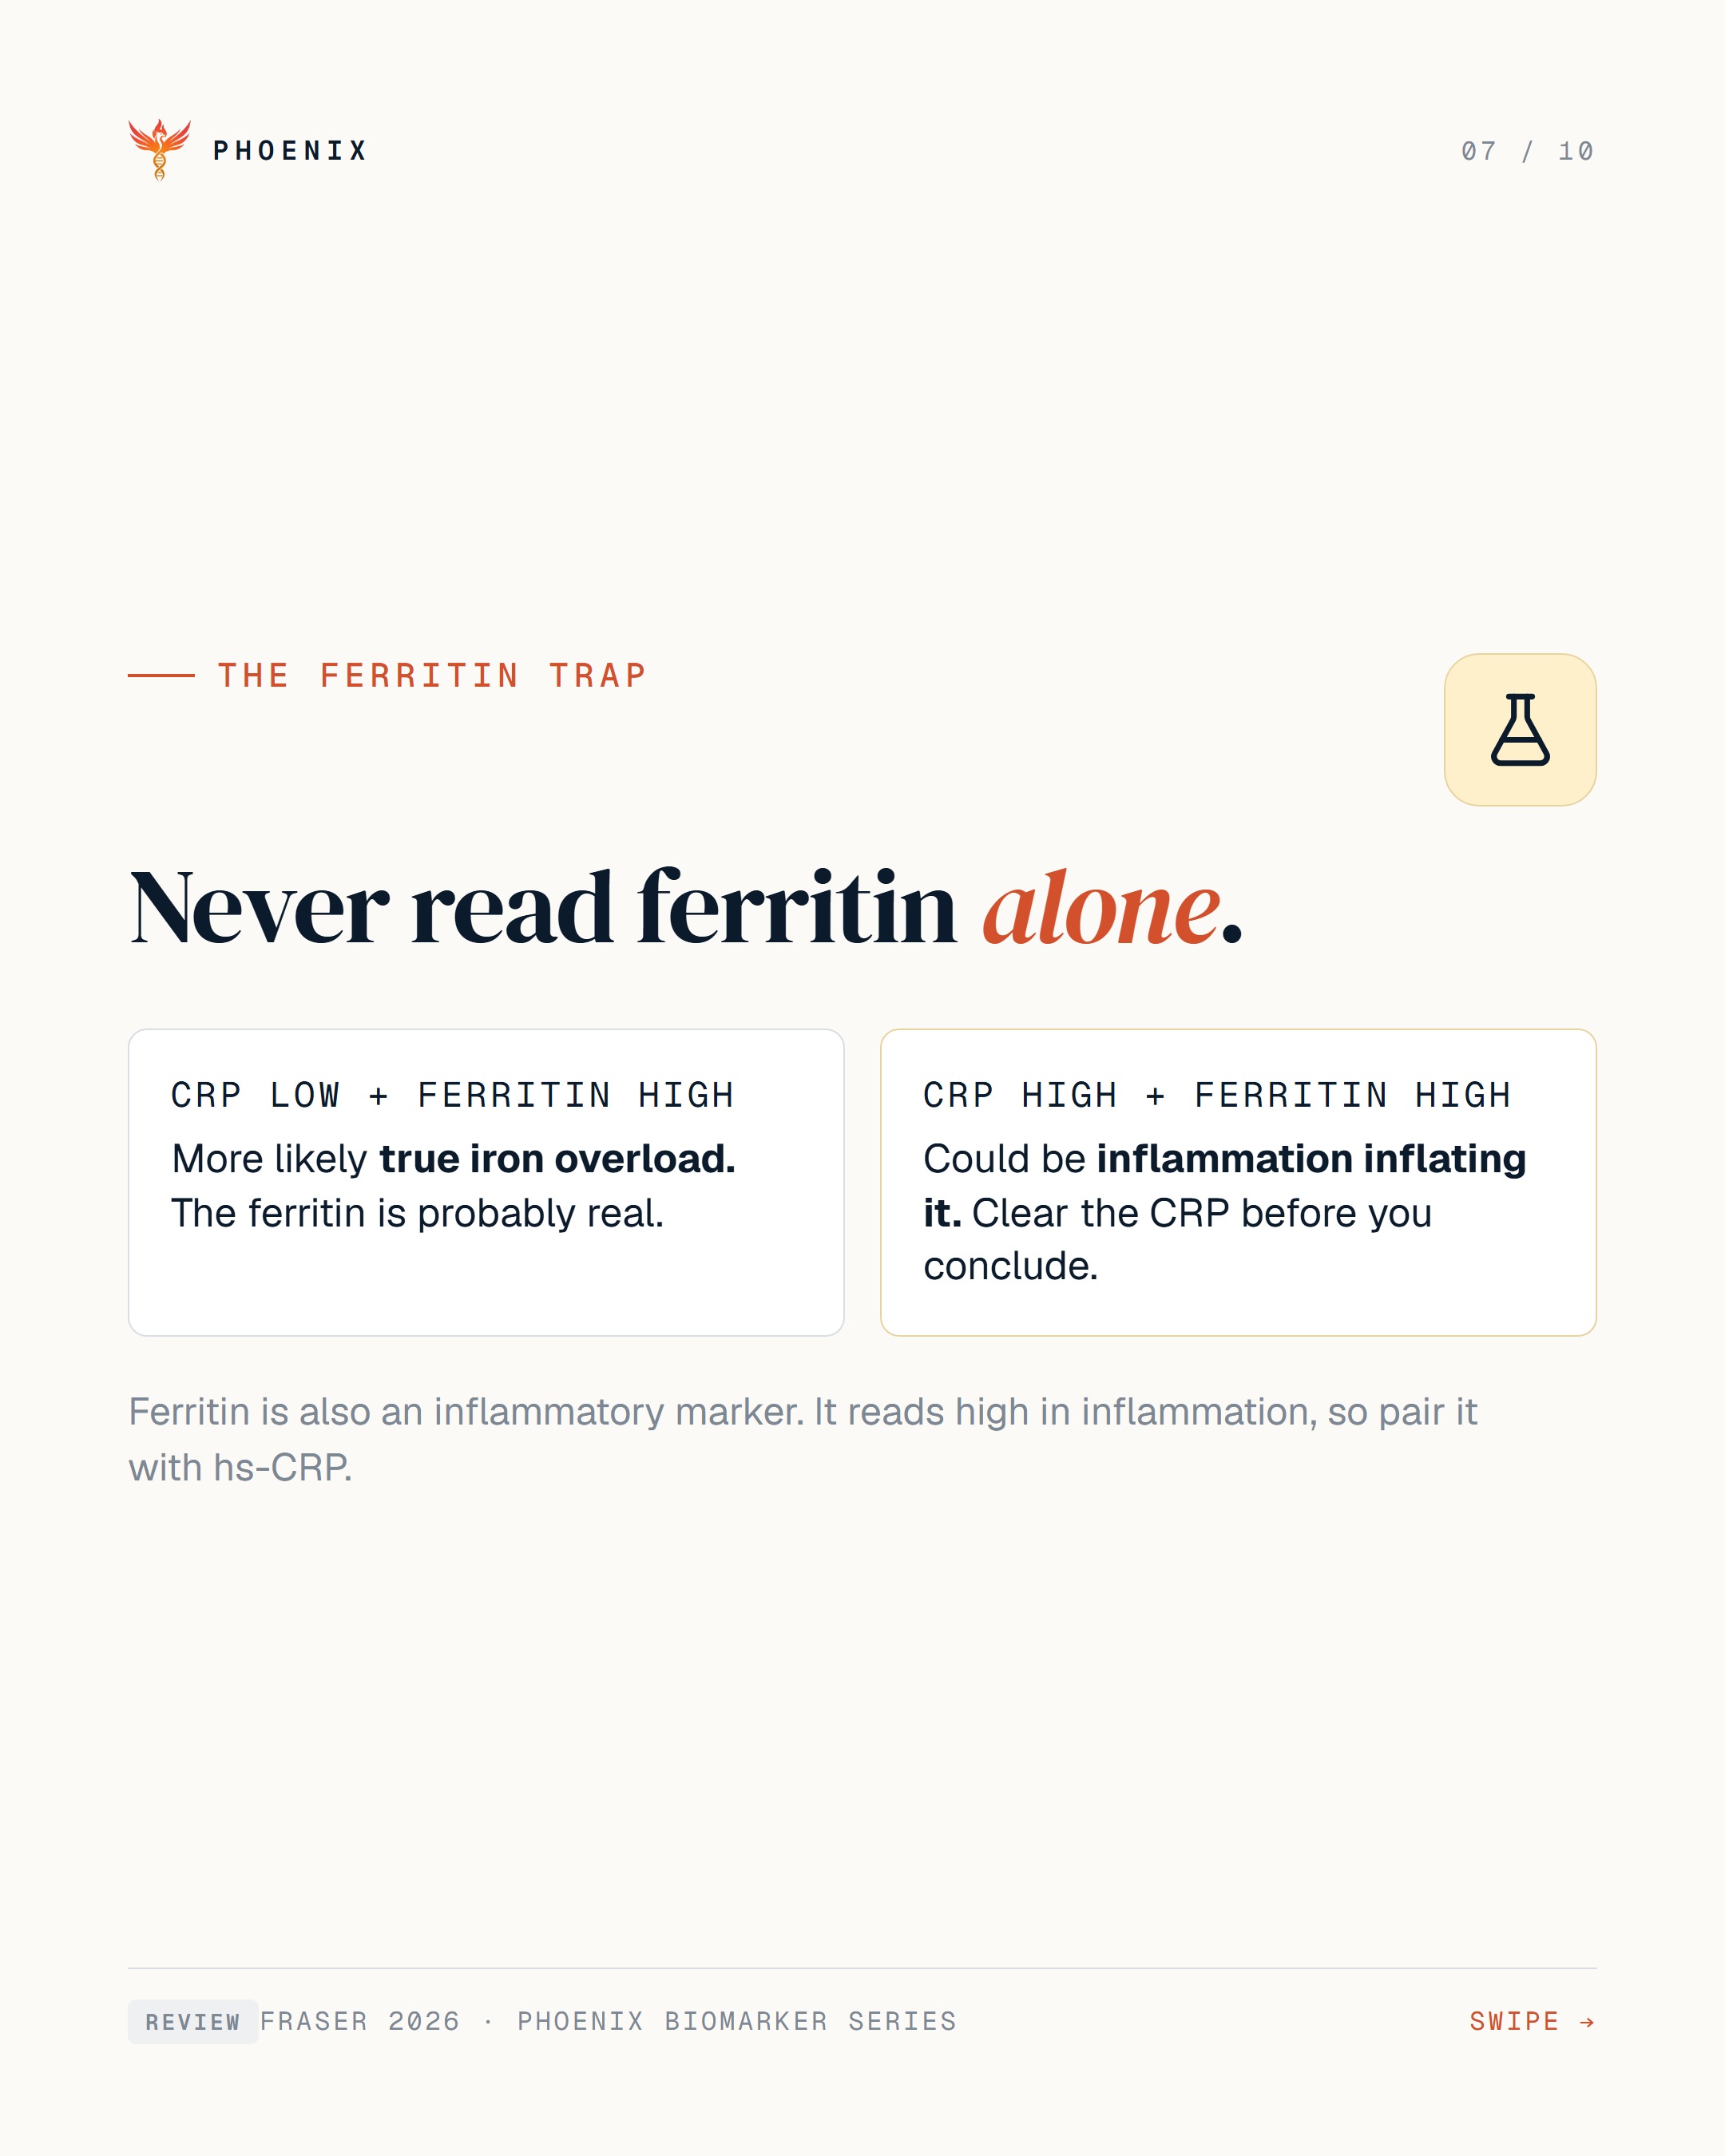 PHOENIX
07 / 10
THE FERRITIN TRAP
Never read ferritin alone.
CRP LOW + FERRITIN HIGH
More likely true iron overload.
The ferritin is probably real.
CRP HIGH + FERRITIN HIGH
Could be inflammation inflating
it. Clear the CRP before you
conclude.
Ferritin is also an inflammatory marker. It reads high in inflammation, so pair it
with hs-CRP.
REVIEW FRASER 2026 · PHOENIX BIOMARKER SERIES
SWIPE →